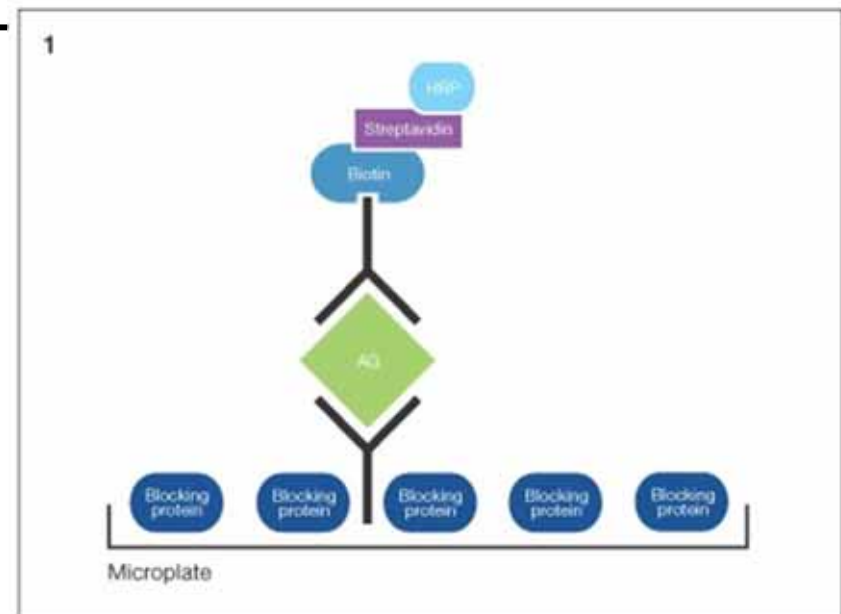 1
HRP
Streptavidin
Biotin
AG
Blocking
protein
Blocking
protein
Blocking
protein
Blocking
protein
Blocking
protein
Microplate